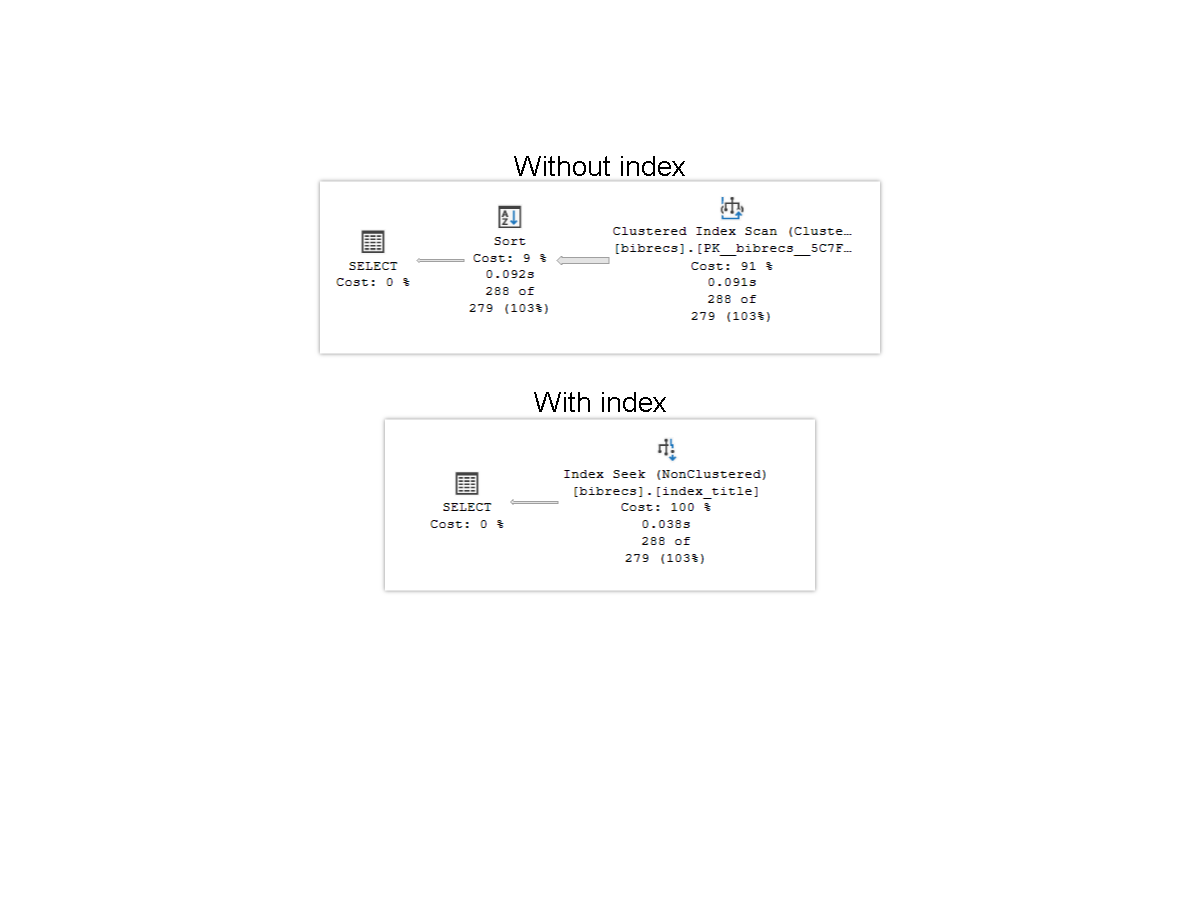 Without index
SELECT
Cost: 0 %
Sort
Cost: 9 %
0.092s
288 of
279 (103%)
Clustered Index Scan (Cluste…
[bibrecs].[PK__bibrecs__5C7F…
Cost: 91 %
0.091s
288 of
279 (103%)
With index
SELECT
Cost: 0 %
Index Seek (NonClustered)
[bibrecs].[index_title]
Cost: 100 %
0.038s
288 of
279 (103%)